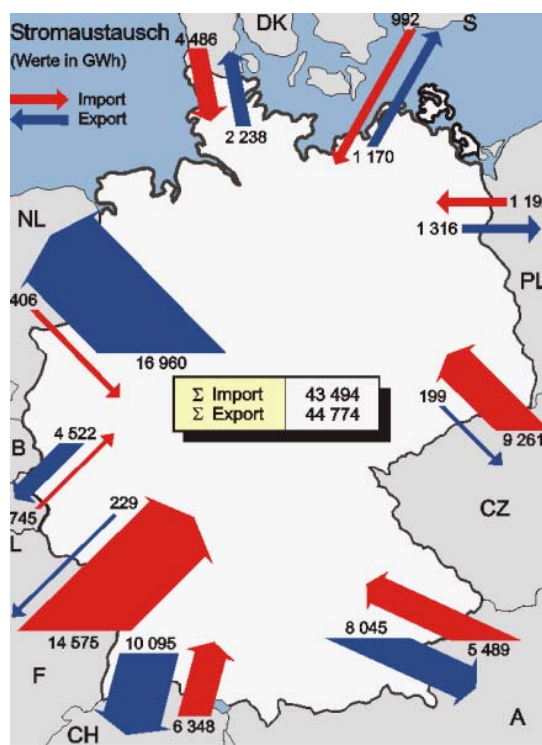 Stromaustausch
(Werte in GWh)
Import
Export
4 486
DK
992
S
2 238
1 170
NL
1 19
1 316
PL
406
16 960
Σ Import 43 494
Σ Export 44 774
199
9 261
4 522
B
745
L
229
CZ
14 575
10 095
8 045
5 489
F
6 348
CH
A